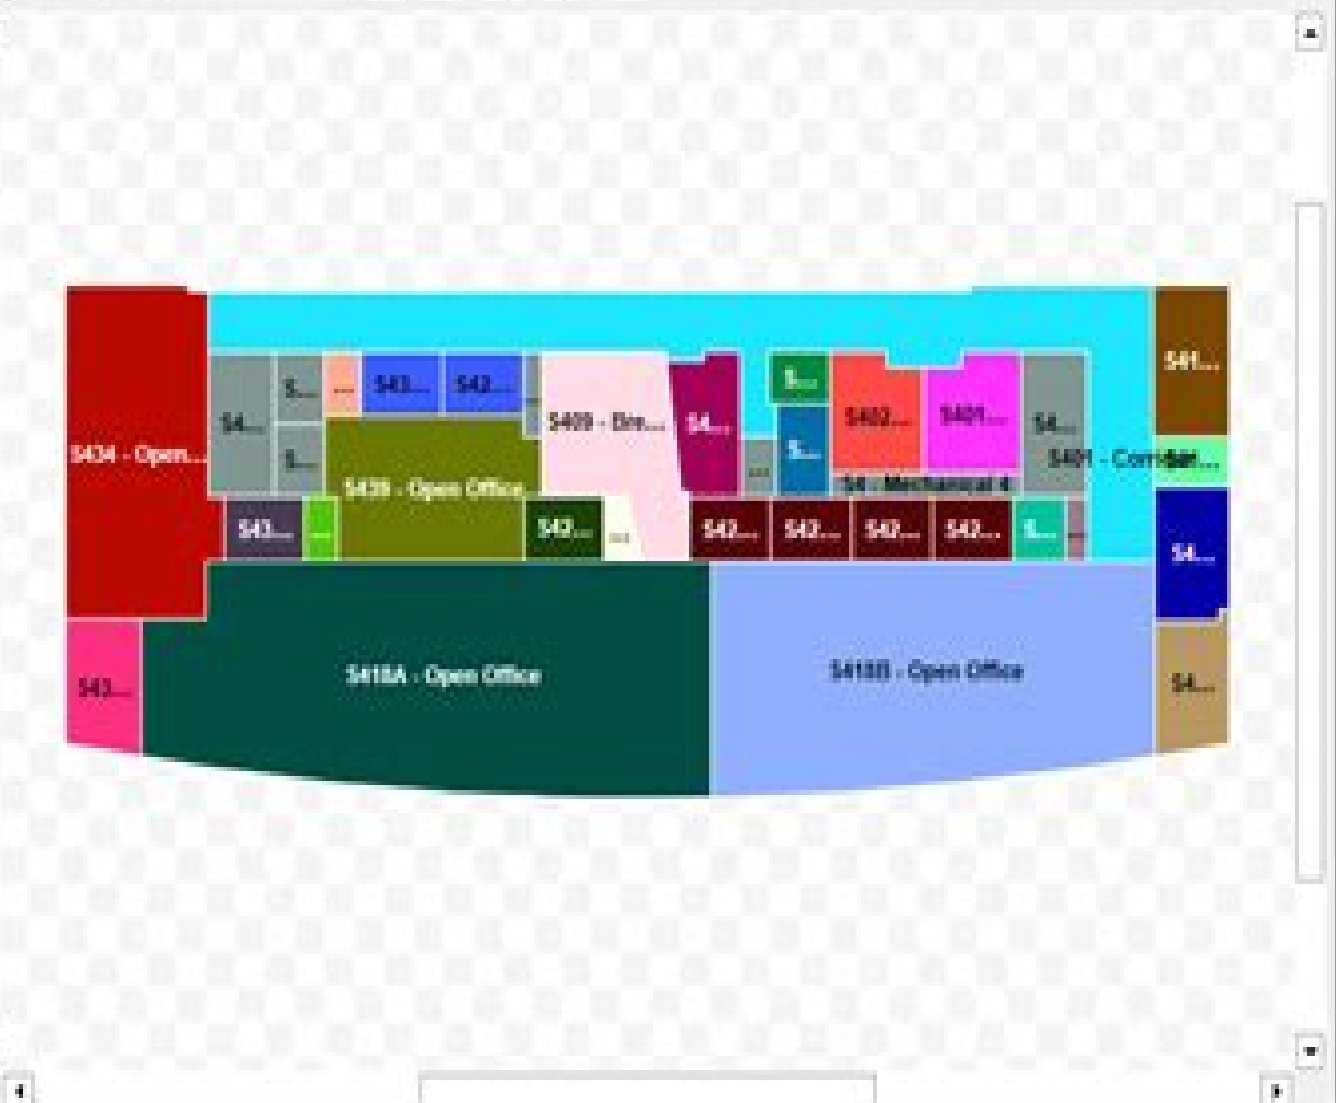 S41...
S...
...
S43...
S42...
S4...
S...
S409 - Bre...
S4...
S402...
S401...
S4...
S434 - Open...
S...
S439 - Open Office
...
S...
S4 - Mechanical 4
S401 - Corridor
S43...
...
S42...
...
S42...
S42...
S42...
S42...
S...
...
S4...
S418A - Open Office
S418B - Open Office
S43...
S4...